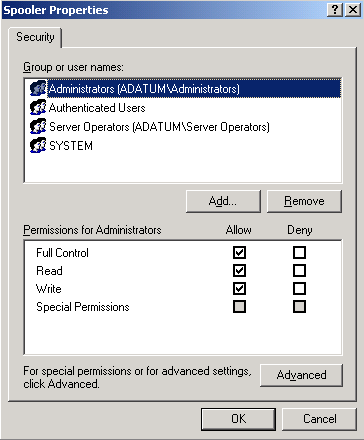 Spooler Properties
Security
Group or user names:
Administrators (ADATUM\Administrators)
Authenticated Users
Server Operators (ADATUM\Server Operators)
SYSTEM
Add... Remove
Permissions for Administrators Allow Deny
Full Control
Read
Write
Special Permissions
For special permissions or for advanced settings,
click Advanced. Advanced
OK Cancel